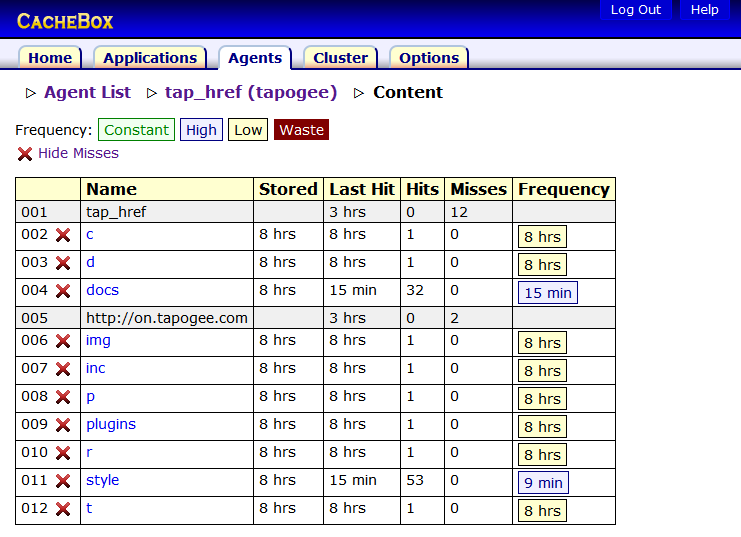 Log Out Help
CacheBox
Home Applications Agents Cluster Options
Agent List tap_href (tapogee) Content
Frequency: Constant High Low Waste
Hide Misses
Name Stored Last Hit Hits Misses Frequency
001 tap_href 3 hrs 0 12
002 c 8 hrs 8 hrs 1 0 8 hrs
003 d 8 hrs 8 hrs 1 0 8 hrs
004 docs 8 hrs 15 min 32 0 15 min
005 http://on.tapogee.com 3 hrs 0 2
006 img 8 hrs 8 hrs 1 0 8 hrs
007 inc 8 hrs 8 hrs 1 0 8 hrs
008 p 8 hrs 8 hrs 1 0 8 hrs
009 plugins 8 hrs 8 hrs 1 0 8 hrs
010 r 8 hrs 8 hrs 1 0 8 hrs
011 style 8 hrs 15 min 53 0 9 min
012 t 8 hrs 8 hrs 1 0 8 hrs